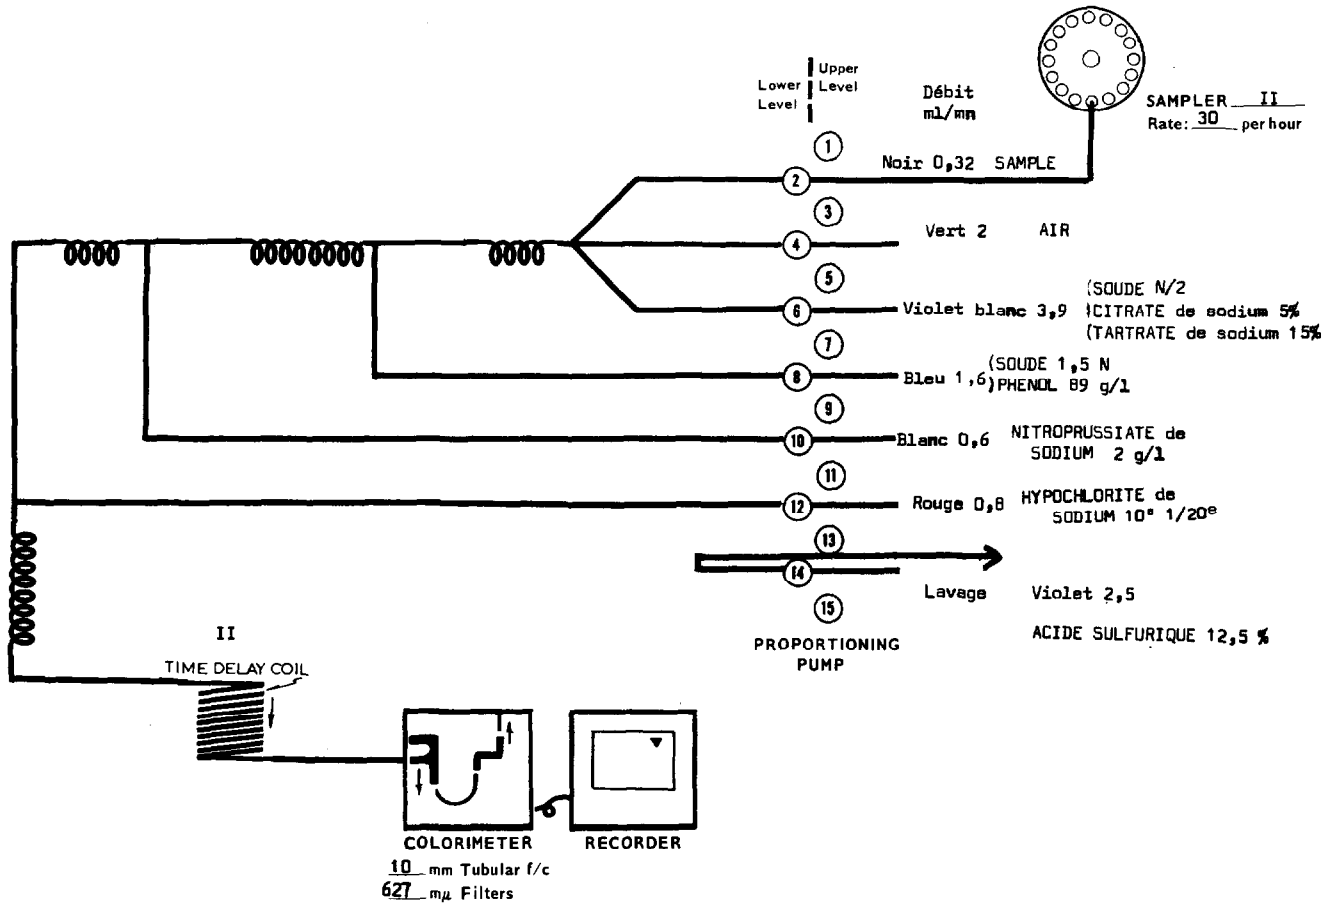 Upper
Lower Level
Level
Débit
ml/mn
SAMPLER II
Rate: 30 per hour
1
Noir 0,32 SAMPLE
2
3
Vert 2 AIR
4
5
(SOUDE N/2
6
Violet blanc 3,9 )CITRATE de sodium 5%
(TARTRATE de sodium 15%
7
(SOUDE 1,5 N
8
Bleu 1,6 )PHENOL 89 g/l
9
10
Blanc 0,6 NITROPRUSSIATE de
SODIUM 2 g/l
11
12
Rouge 0,8 HYPOCHLORITE de
SODIUM 10° 1/20e
13
14
Lavage Violet 2,5
15
ACIDE SULFURIQUE 12,5 %
PROPORTIONING
PUMP
II
TIME DELAY COIL
COLORIMETER
RECORDER
10 mm Tubular f/c
627 mµ Filters